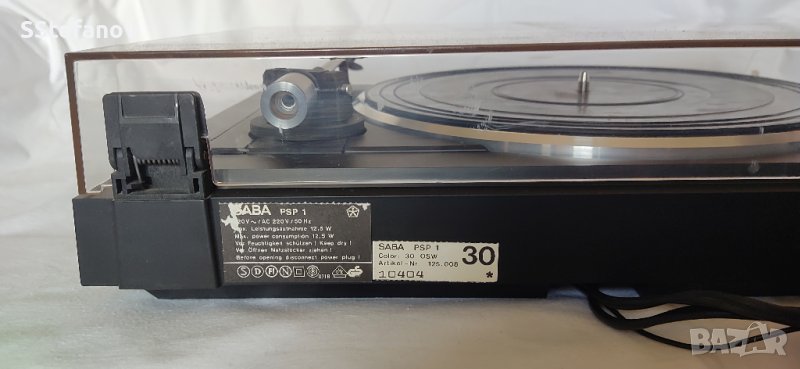 SStefano
SABA PSP 1
220V ~ / AC 220V / 50 Hz
Max. Leistungsaufnahme 12,5 W
Max. power consumption 12,5 W
Vor Feuchtigkeit schützen ! Keep dry !
Vor Öffnen Netzstecker ziehen !
Before opening disconnect power plug !
S D FI N
SABA PSP 1
Color: 30 OSW
Artikel-Nr. 125.008
10404
30
*
BAZAR